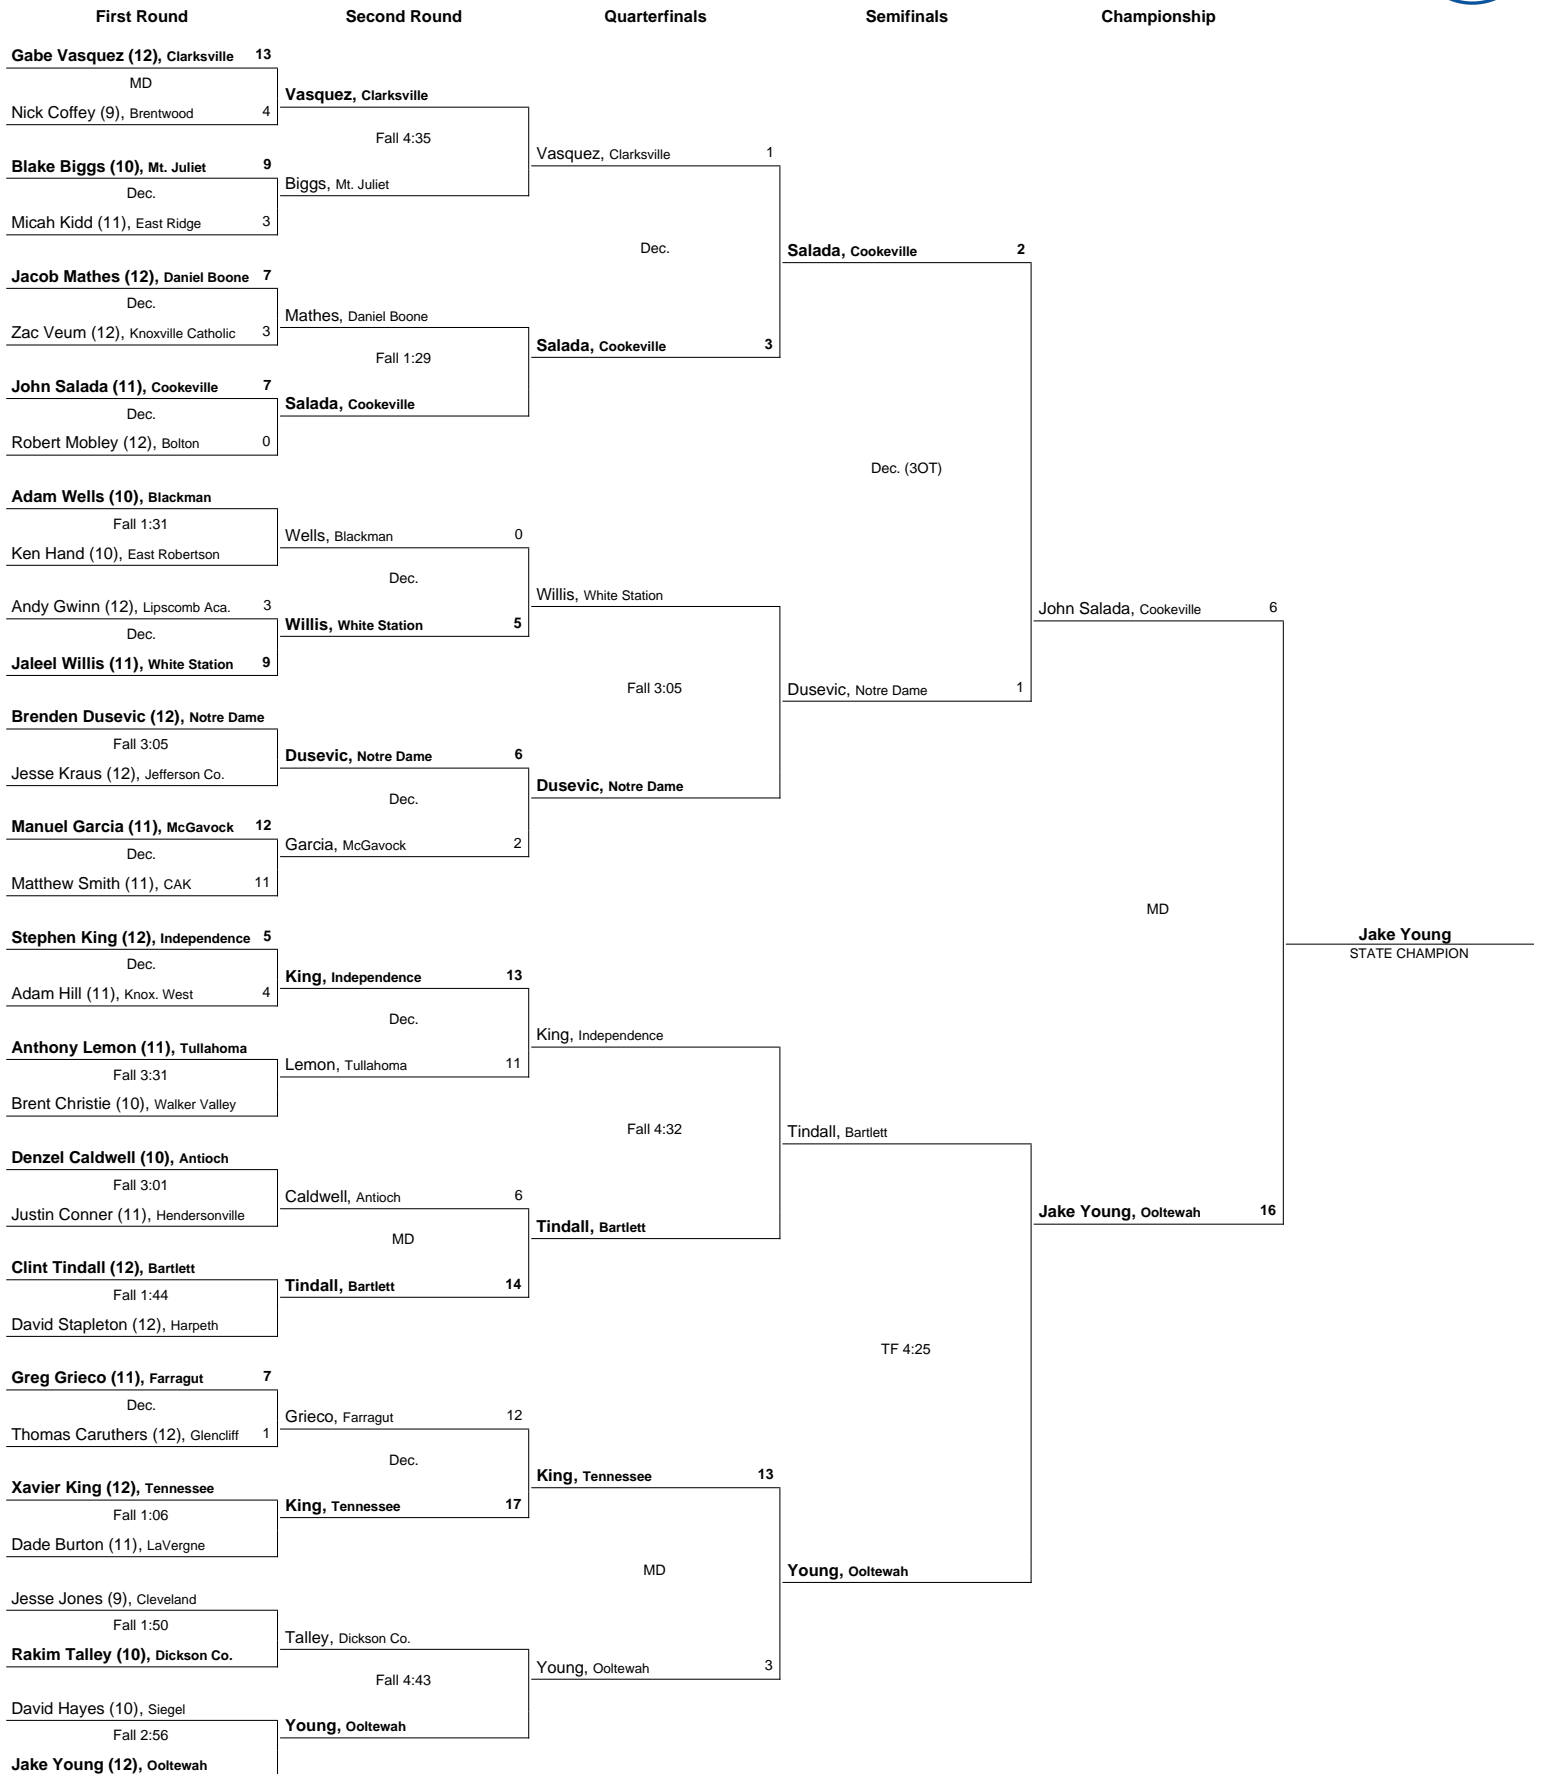 First Round Second Round Quarterfinals Semifinals Championship
Gabe Vasquez (12), Clarksville 13
MD
Nick Coffey (9), Brentwood 4
Blake Biggs (10), Mt. Juliet 9
Dec.
Micah Kidd (11), East Ridge 3
Jacob Mathes (12), Daniel Boone 7
Dec.
Zac Veum (12), Knoxville Catholic 3
John Salada (11), Cookeville 7
Dec.
Robert Mobley (12), Bolton 0
Adam Wells (10), Blackman
Fall 1:31
Ken Hand (10), East Robertson
Andy Gwinn (12), Lipscomb Aca. 3
Dec.
Jaleel Willis (11), White Station 9
Brenden Dusevic (12), Notre Dame
Fall 3:05
Jesse Kraus (12), Jefferson Co.
Manuel Garcia (11), McGavock 12
Dec.
Matthew Smith (11), CAK 11
Stephen King (12), Independence 5
Dec.
Adam Hill (11), Knox. West 4
Anthony Lemon (11), Tullahoma
Fall 3:31
Brent Christie (10), Walker Valley
Denzel Caldwell (10), Antioch
Fall 3:01
Justin Conner (11), Hendersonville
Clint Tindall (12), Bartlett
Fall 1:44
David Stapleton (12), Harpeth
Greg Grieco (11), Farragut 7
Dec.
Thomas Caruthers (12), Glencliff 1
Xavier King (12), Tennessee
Fall 1:06
Dade Burton (11), LaVergne
Jesse Jones (9), Cleveland
Fall 1:50
Rakim Talley (10), Dickson Co.
David Hayes (10), Siegel
Fall 2:56
Jake Young (12), Ooltewah
Vasquez, Clarksville
Fall 4:35
Biggs, Mt. Juliet
Mathes, Daniel Boone
Fall 1:29
Salada, Cookeville
Wells, Blackman 0
Dec.
Willis, White Station 5
Dusevic, Notre Dame 6
Dec.
Garcia, McGavock 2
King, Independence 13
Dec.
Lemon, Tullahoma 11
Caldwell, Antioch 6
MD
Tindall, Bartlett 14
Grieco, Farragut 12
Dec.
King, Tennessee 17
Talley, Dickson Co.
Fall 4:43
Young, Ooltewah
Vasquez, Clarksville 1
Dec.
Salada, Cookeville 3
Willis, White Station
Fall 3:05
Dusevic, Notre Dame
King, Independence
Fall 4:32
Tindall, Bartlett
King, Tennessee 13
MD
Young, Ooltewah 3
Salada, Cookeville 2
Dec. (3OT)
Dusevic, Notre Dame 1
Tindall, Bartlett
TF 4:25
Young, Ooltewah
John Salada, Cookeville 6
MD
Jake Young, Ooltewah 16
Jake Young
STATE CHAMPION